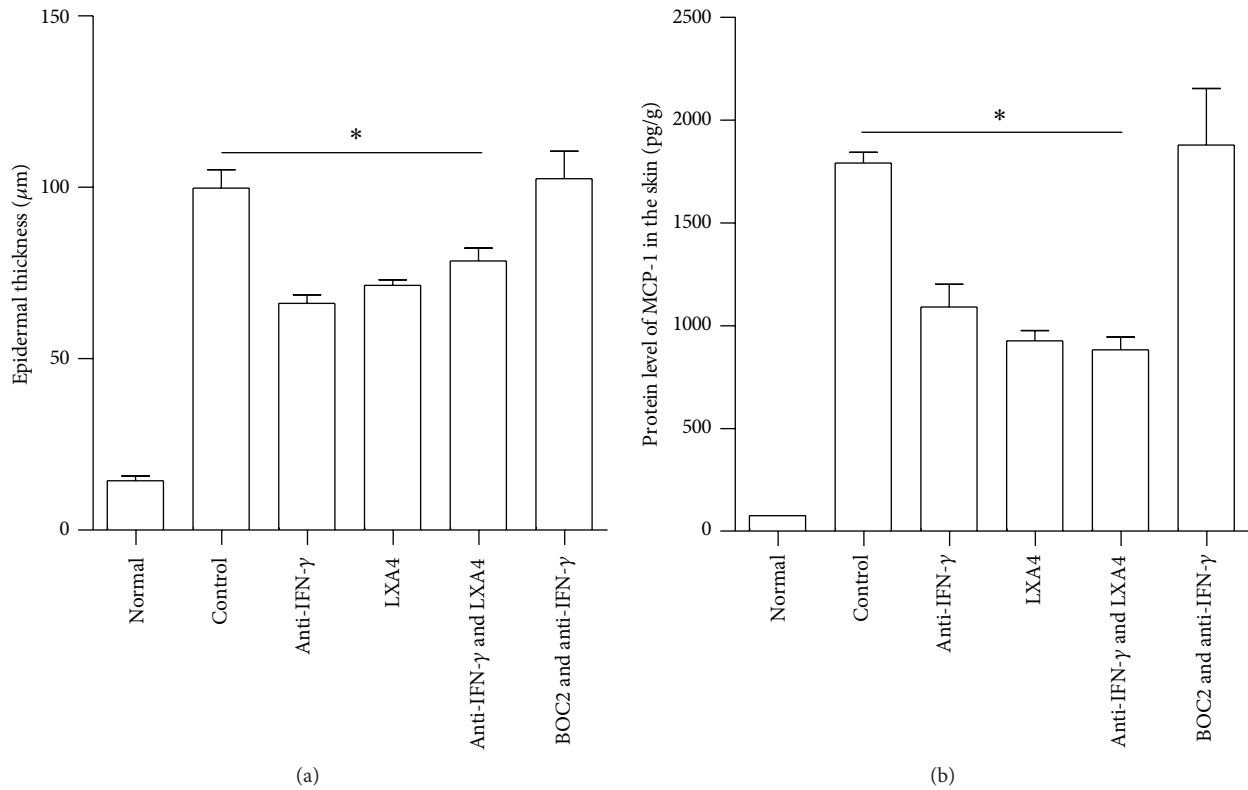 150
100
50
0
Epidermal thickness (μm)
*
Normal
Control
Anti-IFN-γ
LXA4
Anti-IFN-γ and LXA4
BOC2 and anti-IFN-γ
(a)
2500
2000
1500
1000
500
0
Protein level of MCP-1 in the skin (pg/g)
*
Normal
Control
Anti-IFN-γ
LXA4
Anti-IFN-γ and LXA4
BOC2 and anti-IFN-γ
(b)